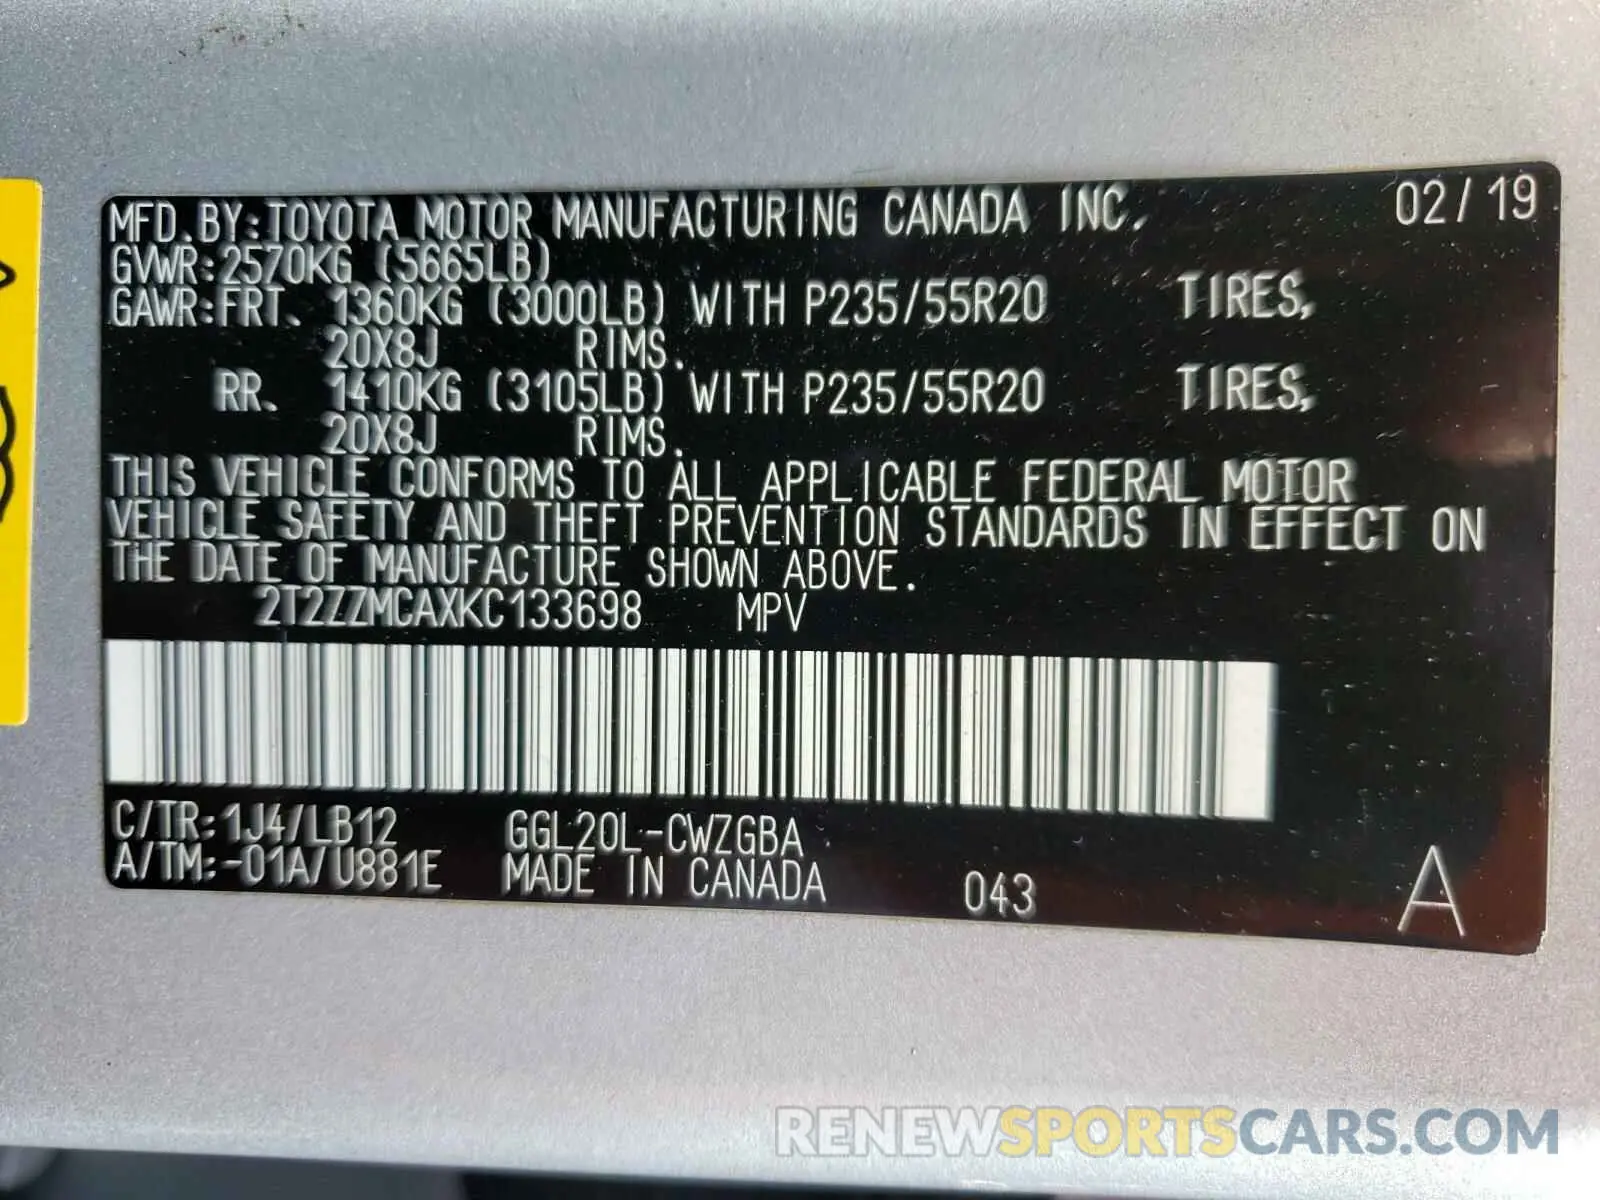 MFD. BY: TOYOTA MOTOR MANUFACTURING CANADA INC. 02/19
GVWR: 2570KG (5665LB)
GAWR: FRT. 1360KG (3000LB) WITH P235/55R20 TIRES,
20X8J RIMS.
RR. 1410KG (3105LB) WITH P235/55R20 TIRES,
20X8J RIMS.
THIS VEHICLE CONFORMS TO ALL APPLICABLE FEDERAL MOTOR
VEHICLE SAFETY AND THEFT PREVENTION STANDARDS IN EFFECT ON
THE DATE OF MANUFACTURE SHOWN ABOVE.
2T2ZZMCAXKC133698 MPV
C/TR: 1J4/LB12 GGL20L-CWZGBA
A/TM: -01A/U881E MADE IN CANADA 043 A
RENEWSPORTSCARS.COM